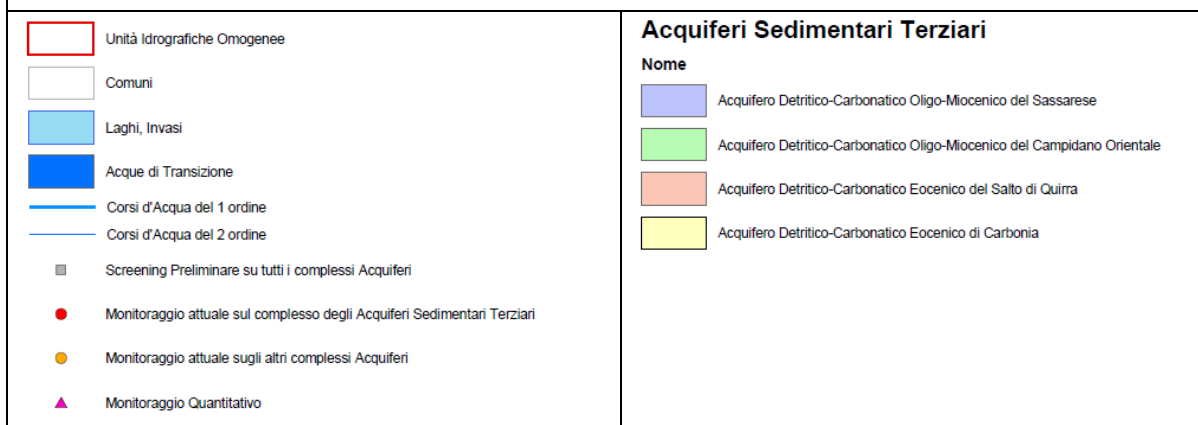 Unità Idrografiche Omogenee
Comuni
Laghi, Invasi
Acque di Transizione
Corsi d'Acqua del 1 ordine
Corsi d'Acqua del 2 ordine
Screening Preliminare su tutti i complessi Acquiferi
Monitoraggio attuale sul complesso degli Acquiferi Sedimentari Terziari
Monitoraggio attuale sugli altri complessi Acquiferi
Monitoraggio Quantitativo
Acquiferi Sedimentari Terziari
Nome
Acquifero Detritico-Carbonatico Oligo-Miocenico del Sassarese
Acquifero Detritico-Carbonatico Oligo-Miocenico del Campidano Orientale
Acquifero Detritico-Carbonatico Eocenico del Salto di Quirra
Acquifero Detritico-Carbonatico Eocenico di Carbonia